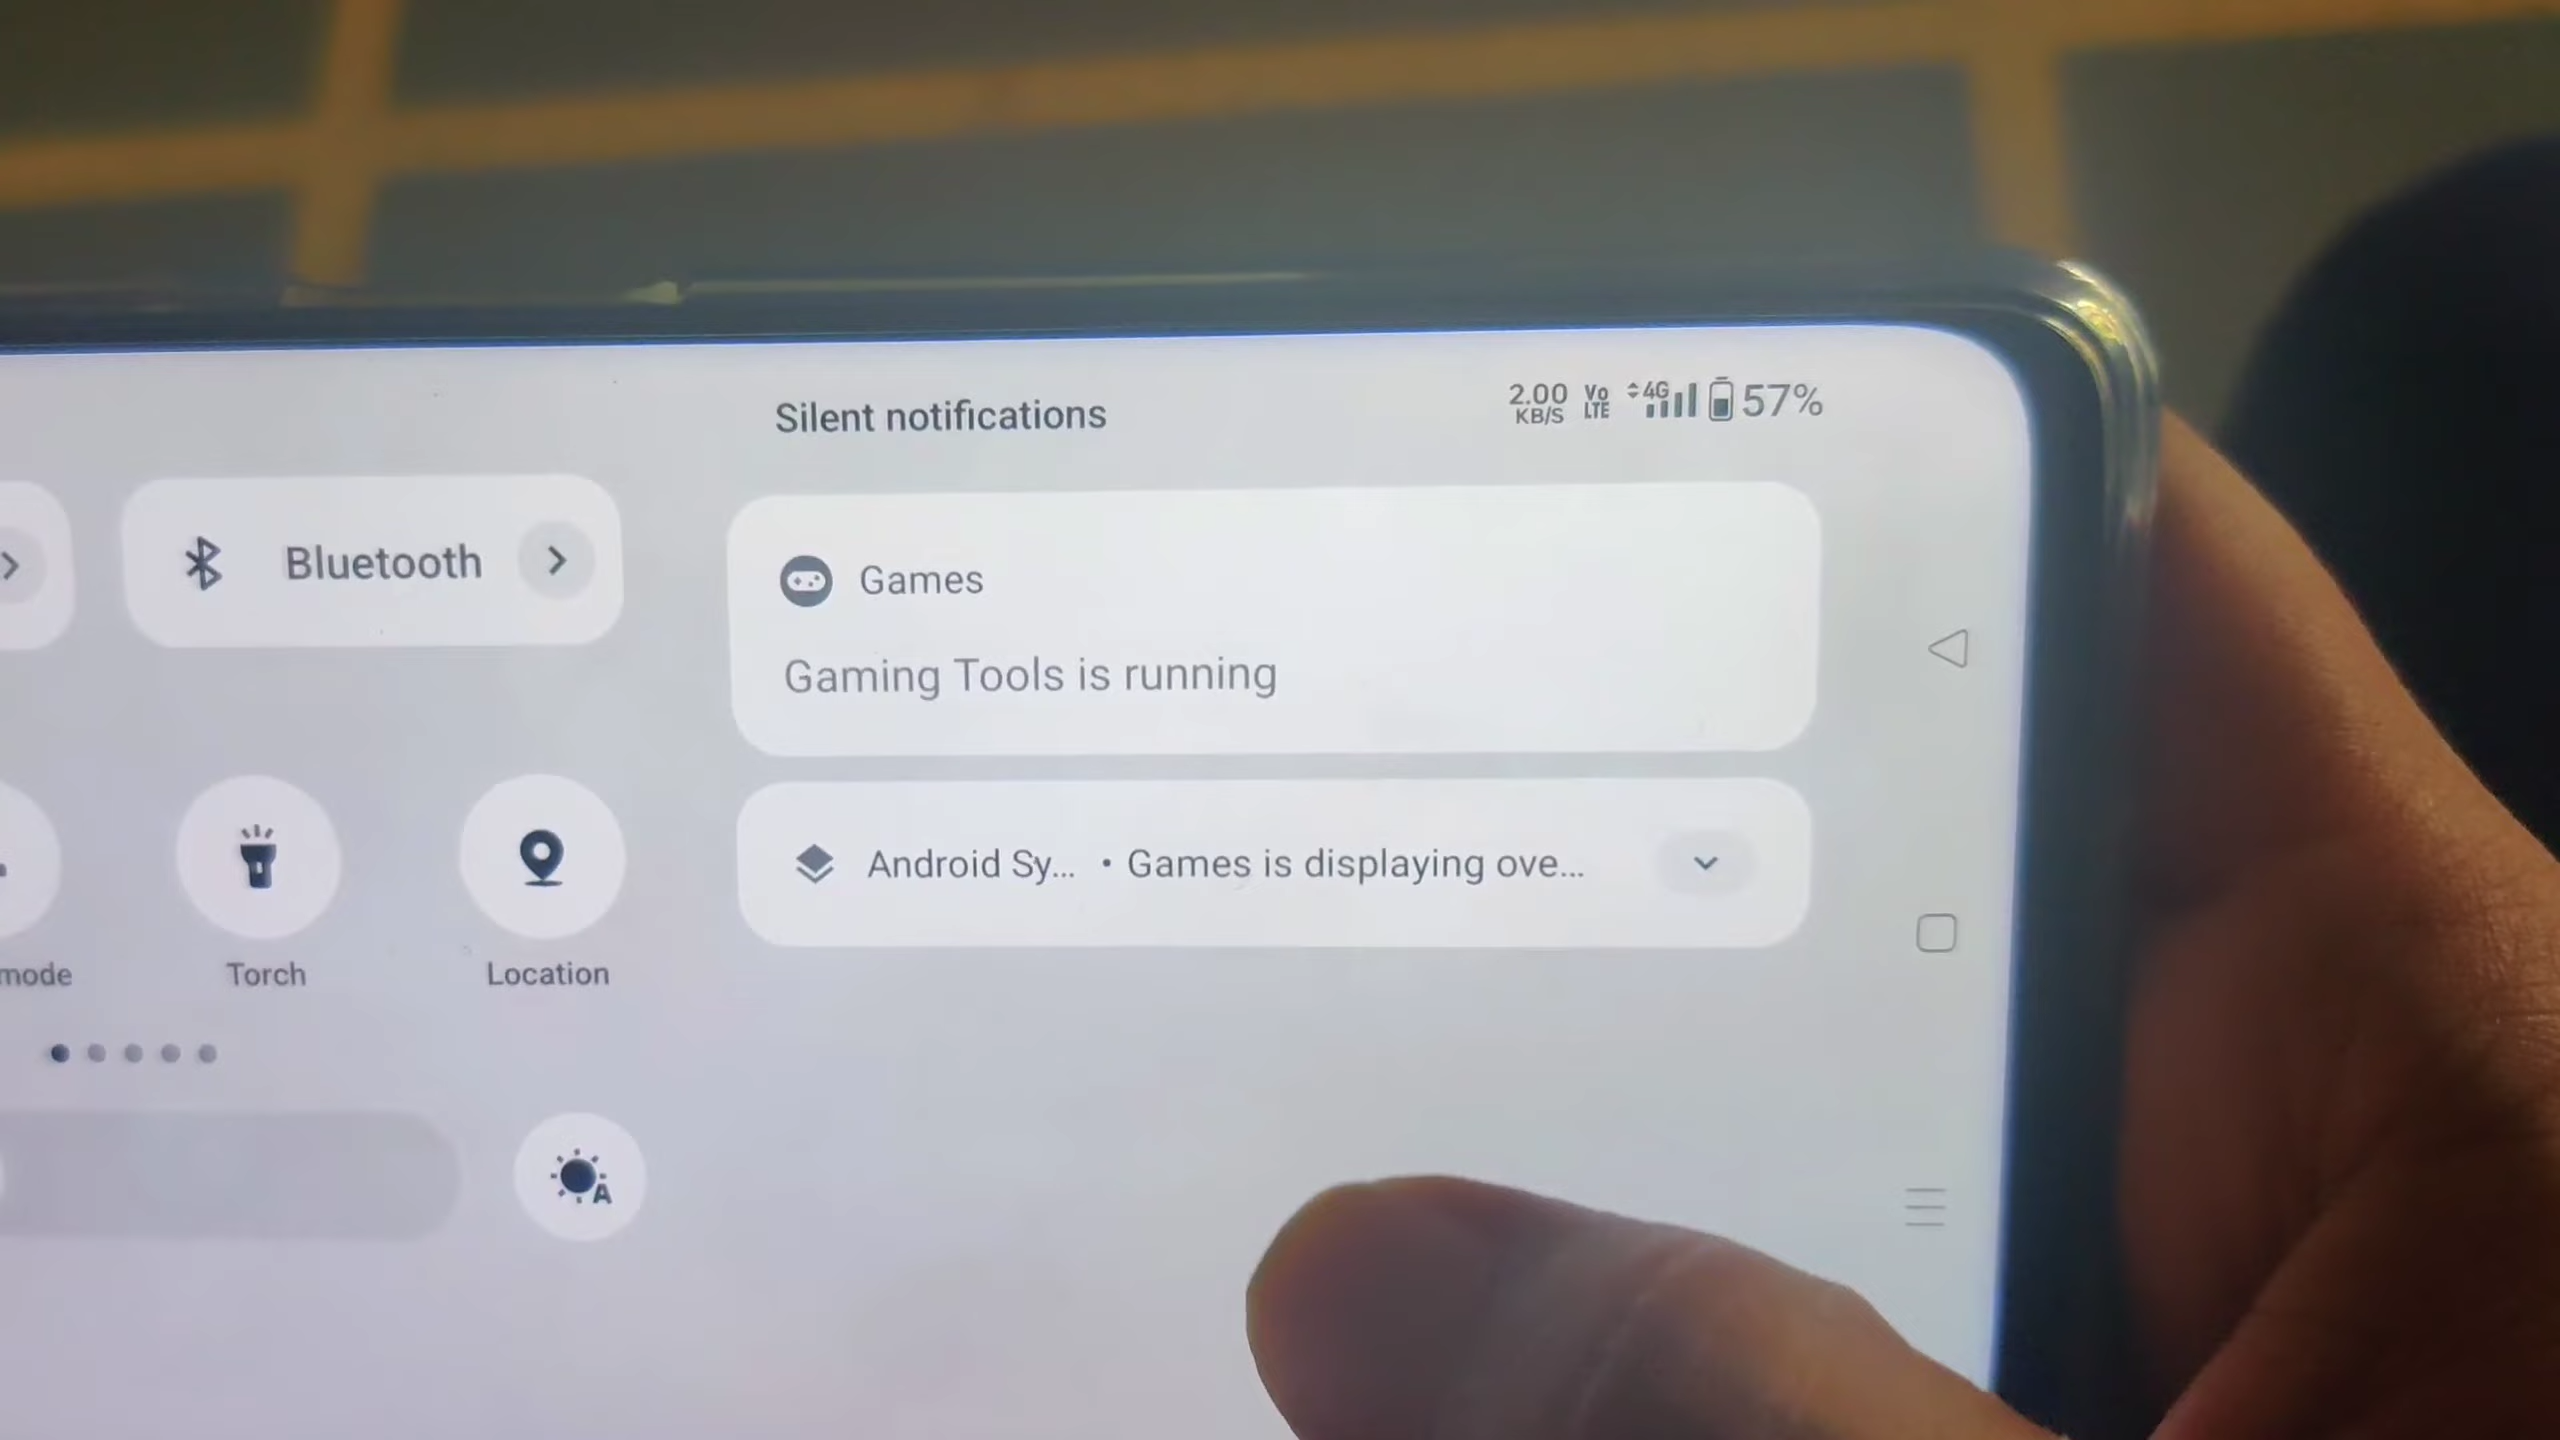 Silent notifications
2.00
KB/S
Vo
LTE
4G
57%
Bluetooth
Games
Gaming Tools is running
Android Sy... • Games is displaying ove...
mode
Torch
Location
A